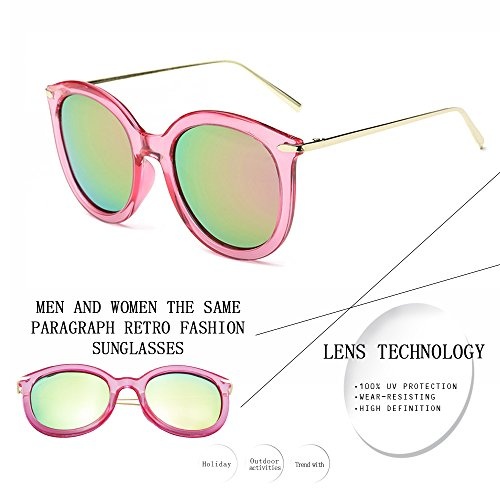 MEN AND WOMEN THE SAME
PARAGRAPH RETRO FASHION
SUNGLASSES
LENS TECHNOLOGY
•100% UV PROTECTION
•WEAR-RESISTING
•HIGH DEFINITION
Holiday
Outdoor
activities
Trend with